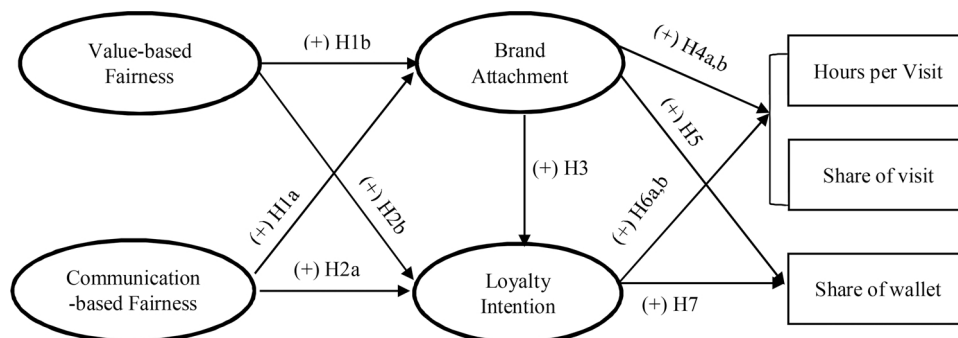 Value-based
Fairness
(+) H1b
Brand
Attachment
(+) H4a,b
Hours per Visit
(+) H5
Share of visit
(+) H3
(+) H1a
(+) H2b
(+) H6a,b
Communication
-based Fairness
(+) H2a
Loyalty
Intention
(+) H7
Share of wallet